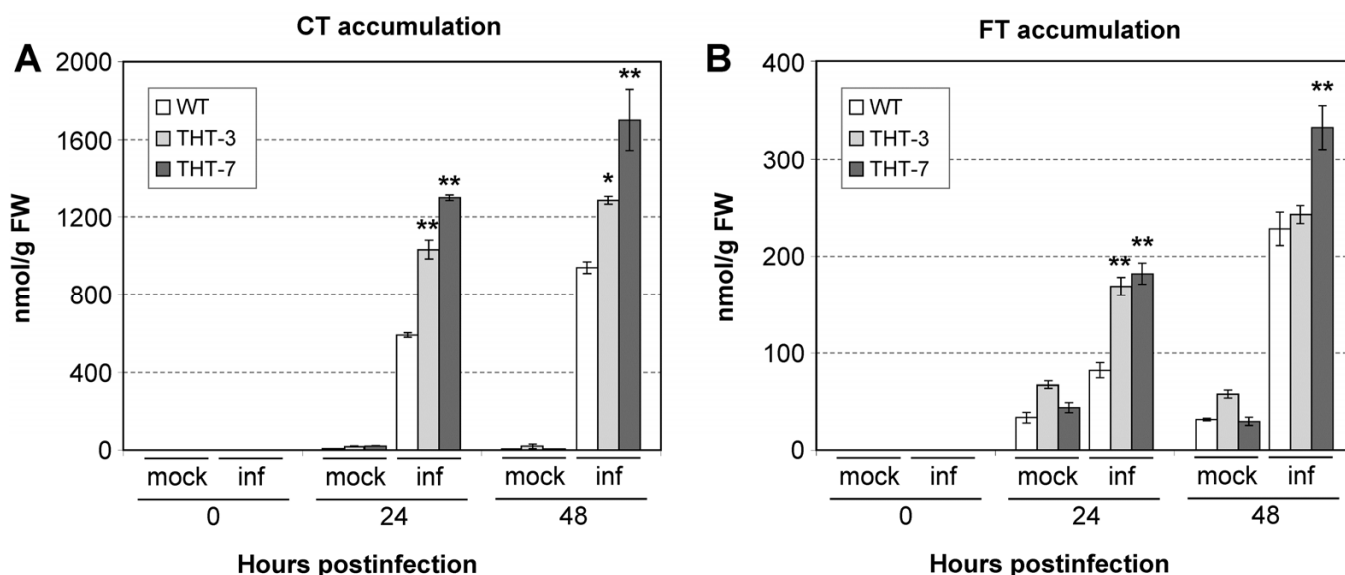 CT accumulation
A
2000
1600
1200
800
400
0
nmol/g FW
WT
THT-3
THT-7
**
**
*
**
mock inf mock inf mock inf
0 24 48
Hours postinfection
FT accumulation
B
400
300
200
100
0
nmol/g FW
WT
THT-3
THT-7
**
**
**
mock inf mock inf mock inf
0 24 48
Hours postinfection